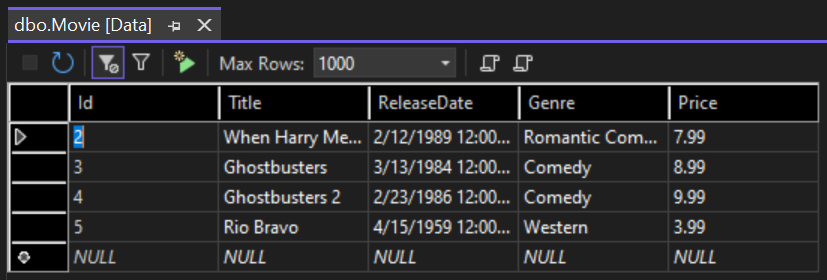 dbo.Movie [Data]
Max Rows: 1000
Id Title ReleaseDate Genre Price
2 When Harry Me... 2/12/1989 12:00... Romantic Com... 7.99
3 Ghostbusters 3/13/1984 12:00... Comedy 8.99
4 Ghostbusters 2 2/23/1986 12:00... Comedy 9.99
5 Rio Bravo 4/15/1959 12:00... Western 3.99
NULL NULL NULL NULL NULL